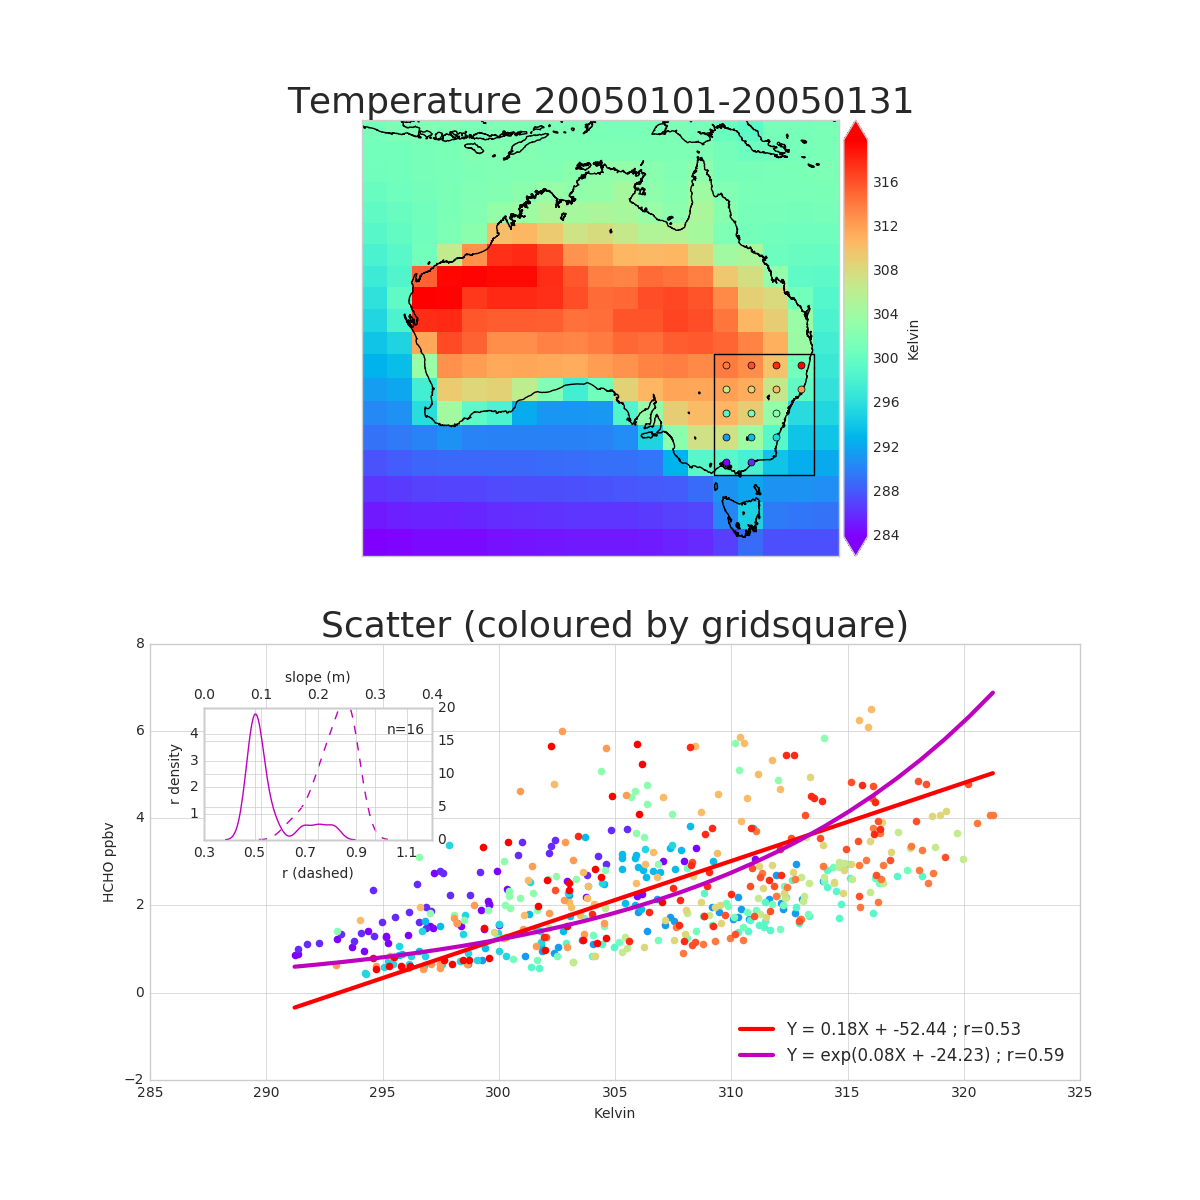 Temperature 20050101-20050131
316
312
308
304
300
296
292
288
284
Kelvin
Scatter (coloured by gridsquare)
8
6
4
2
0
−2
HCHO ppbv
slope (m)
0.0 0.1 0.2 0.3 0.4
n=16
4
3
2
1
r density
20
15
10
5
0
0.3 0.5 0.7 0.9 1.1
r (dashed)
Y = 0.18X + -52.44 ; r=0.53
Y = exp(0.08X + -24.23) ; r=0.59
285 290 295 300 305 310 315 320 325
Kelvin